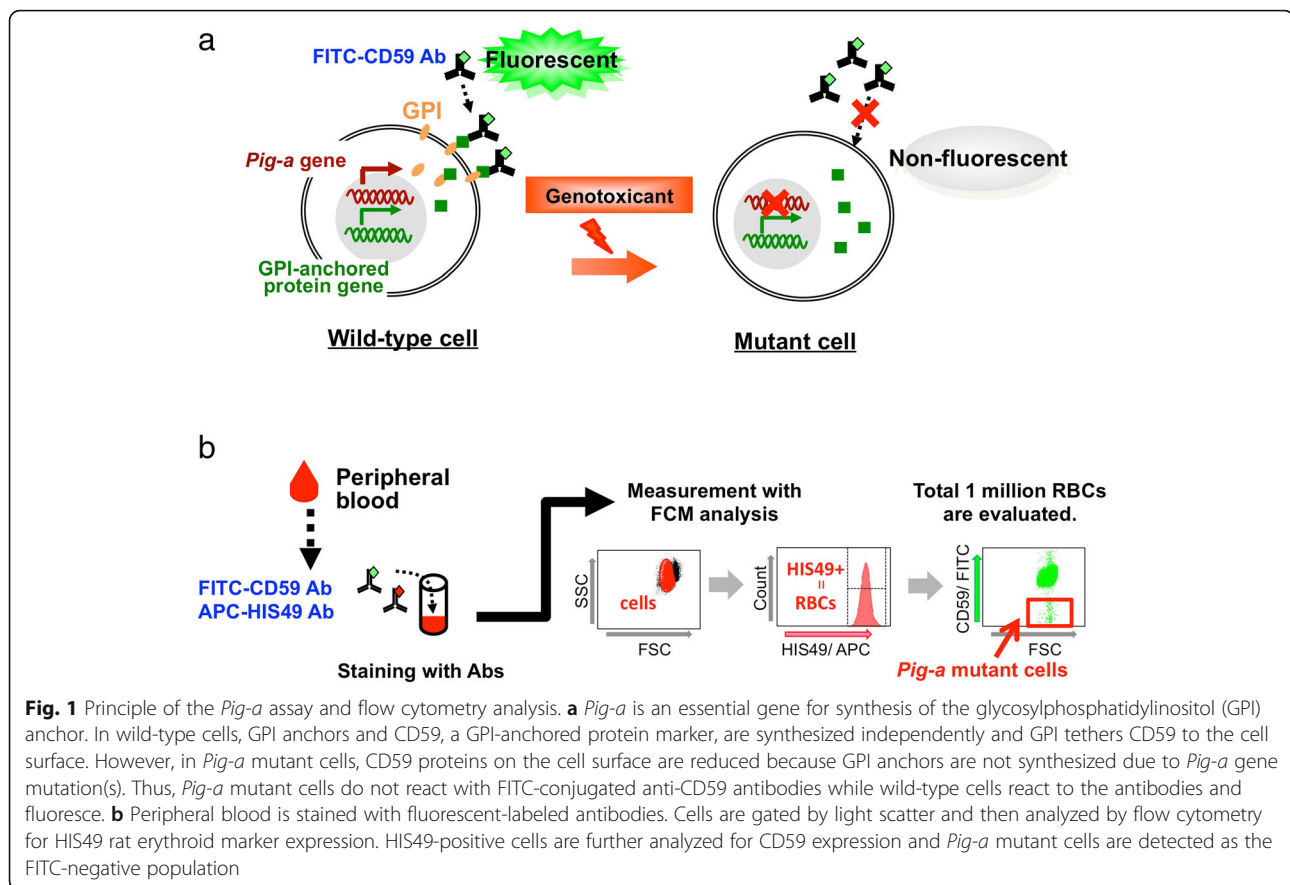 a
FITC-CD59 Ab
Fluorescent
GPI
Pig-a gene
GPI-anchored
protein gene
Wild-type cell
Genotoxicant
Non-fluorescent
Mutant cell
b
Peripheral
blood
FITC-CD59 Ab
APC-HIS49 Ab
Staining with Abs
Measurement with
FCM analysis
SSC
cells
FSC
Count
HIS49+
=
RBCs
HIS49/ APC
Total 1 million RBCs
are evaluated.
CD59/ FITC
FSC
Pig-a mutant cells
Fig. 1 Principle of the Pig-a assay and flow cytometry analysis. a Pig-a is an essential gene for synthesis of the glycosylphosphatidylinositol (GPI)
anchor. In wild-type cells, GPI anchors and CD59, a GPI-anchored protein marker, are synthesized independently and GPI tethers CD59 to the cell
surface. However, in Pig-a mutant cells, CD59 proteins on the cell surface are reduced because GPI anchors are not synthesized due to Pig-a gene
mutation(s). Thus, Pig-a mutant cells do not react with FITC-conjugated anti-CD59 antibodies while wild-type cells react to the antibodies and
fluoresce. b Peripheral blood is stained with fluorescent-labeled antibodies. Cells are gated by light scatter and then analyzed by flow cytometry
for HIS49 rat erythroid marker expression. HIS49-positive cells are further analyzed for CD59 expression and Pig-a mutant cells are detected as the
FITC-negative population